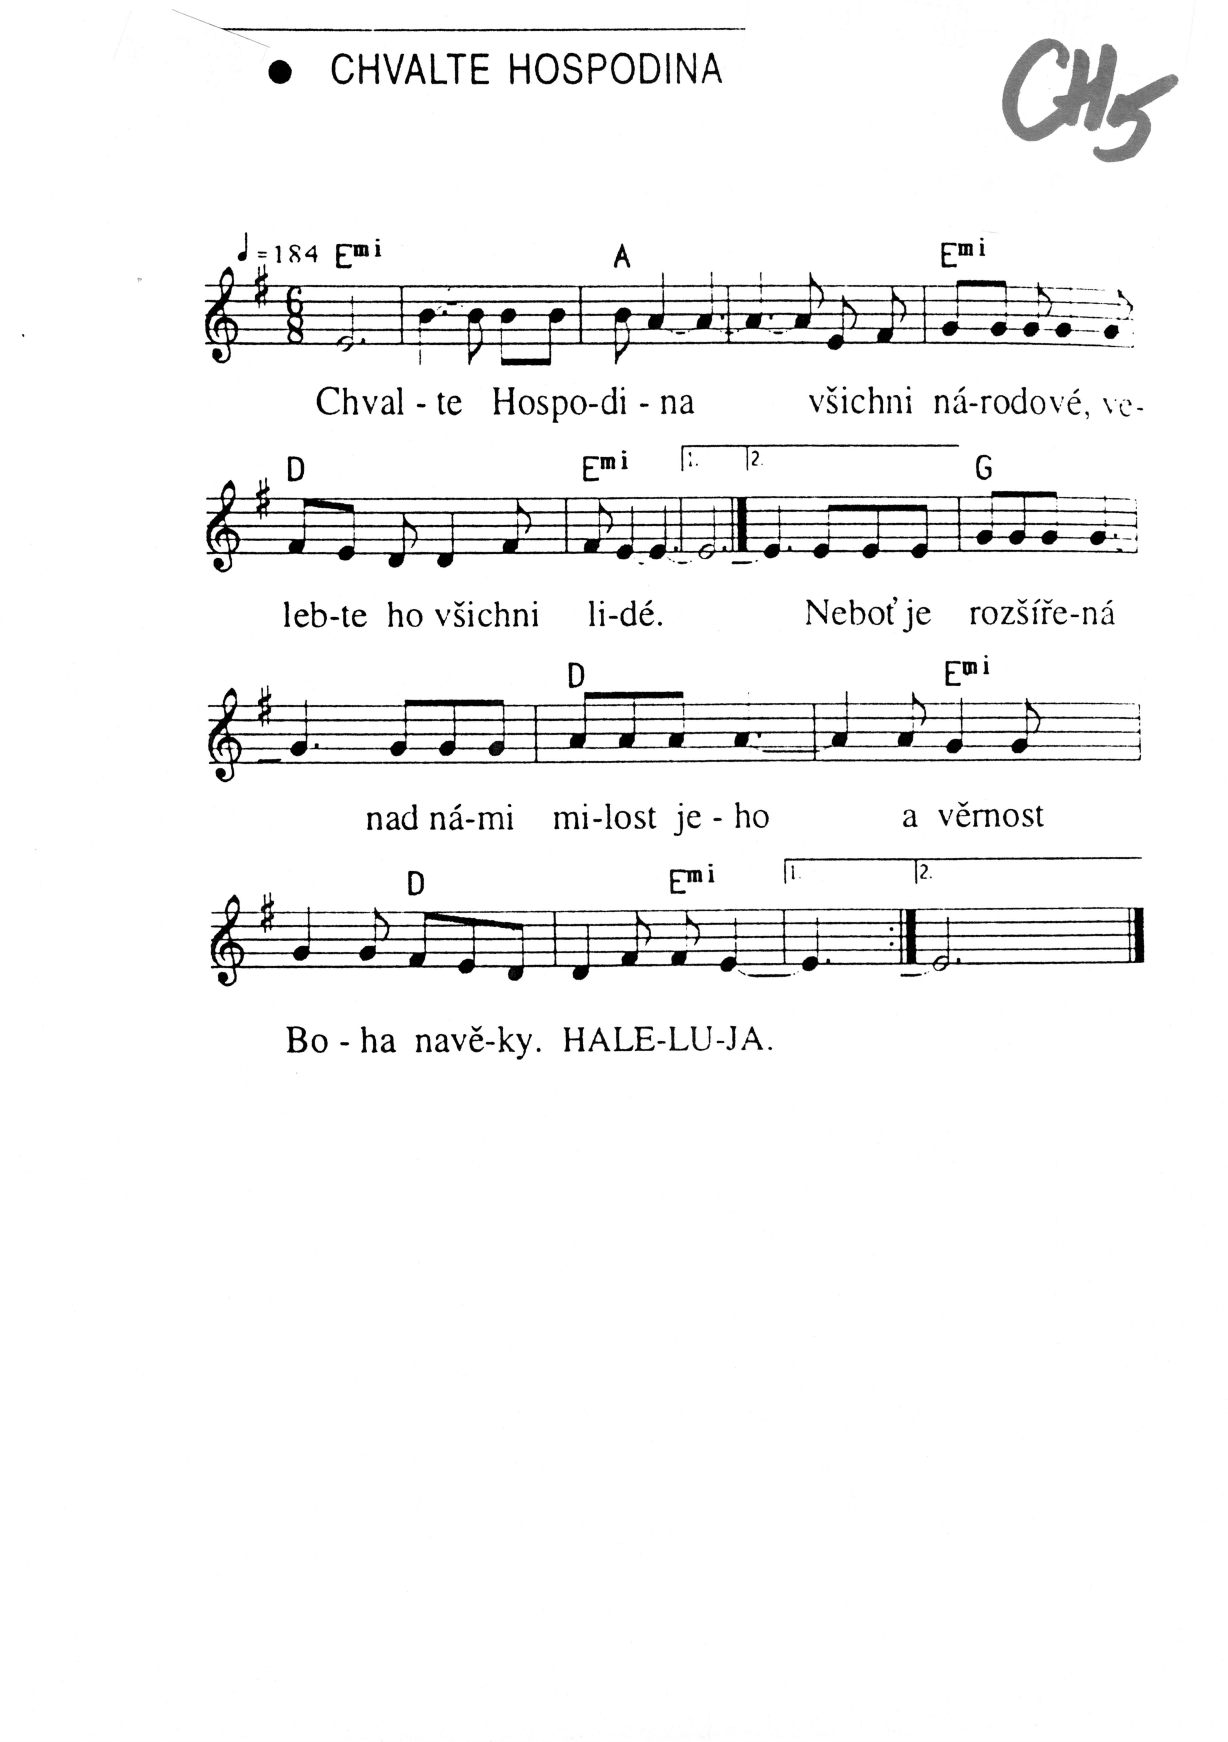 CHVALTE HOSPODINA
CH5
♩=184 Emi A Emi
6
8
Chval - te Hospo-di - na všichni ná-rodové, ve-
D Emi 1. 2. G
leb-te ho všichni li-dé. Neboť je rozšíře-ná
D Emi
nad ná-mi mi-lost je - ho a věrnost
D Emi 1. 2.
Bo - ha navě-ky. HALE-LU-JA.